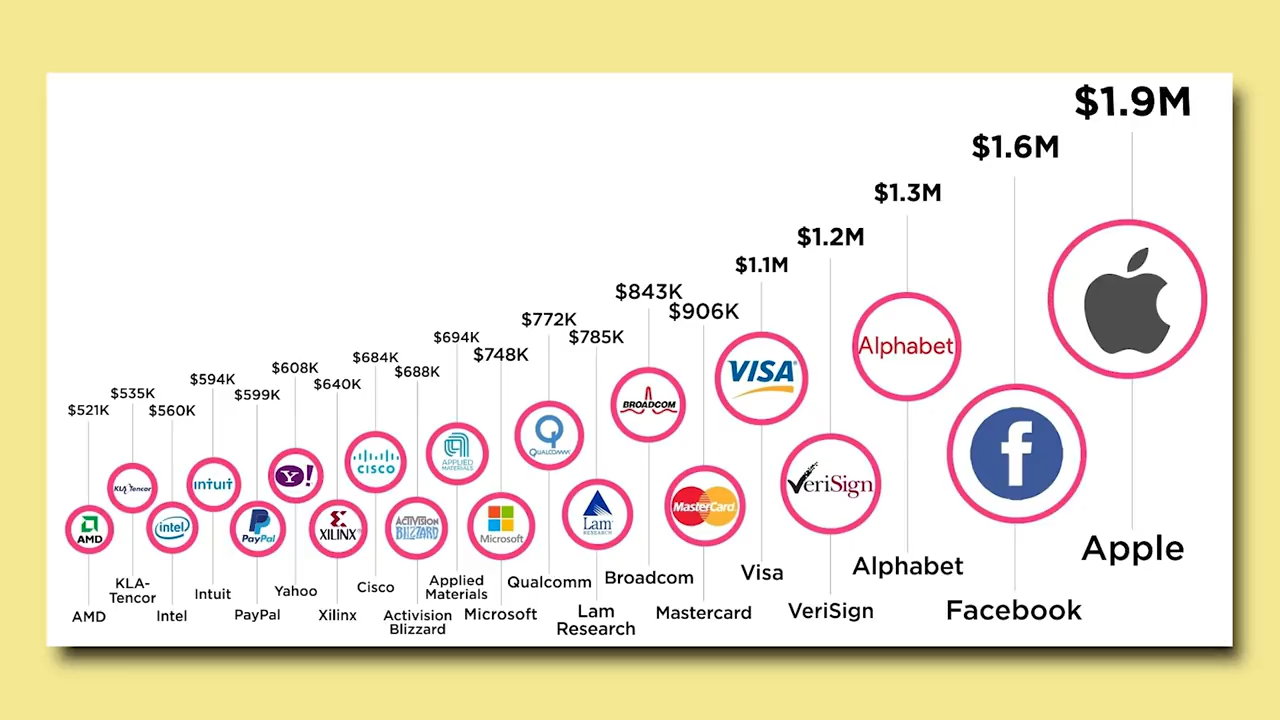 $1.9M
$1.6M
$1.3M
$1.2M
$1.1M
$843K
$906K
$772K
$785K
$694K
$748K
$684K
$688K
$608K
$640K
$594K
$599K
$535K
$560K
$521K
AMD
KLA Tencor
intel
intuit
PayPal
Y!
XILINX
CISCO
ACTIVISION
BLIZZARD
APPLIED
MATERIALS
Microsoft
QUALCOMM
Lam
RESEARCH
BROADCOM
MasterCard
VISA
VeriSign
Alphabet
f
AMD
KLA-
Tencor
Intel
Intuit
PayPal
Yahoo
Xilinx
Cisco
Activision
Blizzard
Applied
Materials
Microsoft
Qualcomm
Lam
Research
Broadcom
Mastercard
Visa
VeriSign
Alphabet
Facebook
Apple